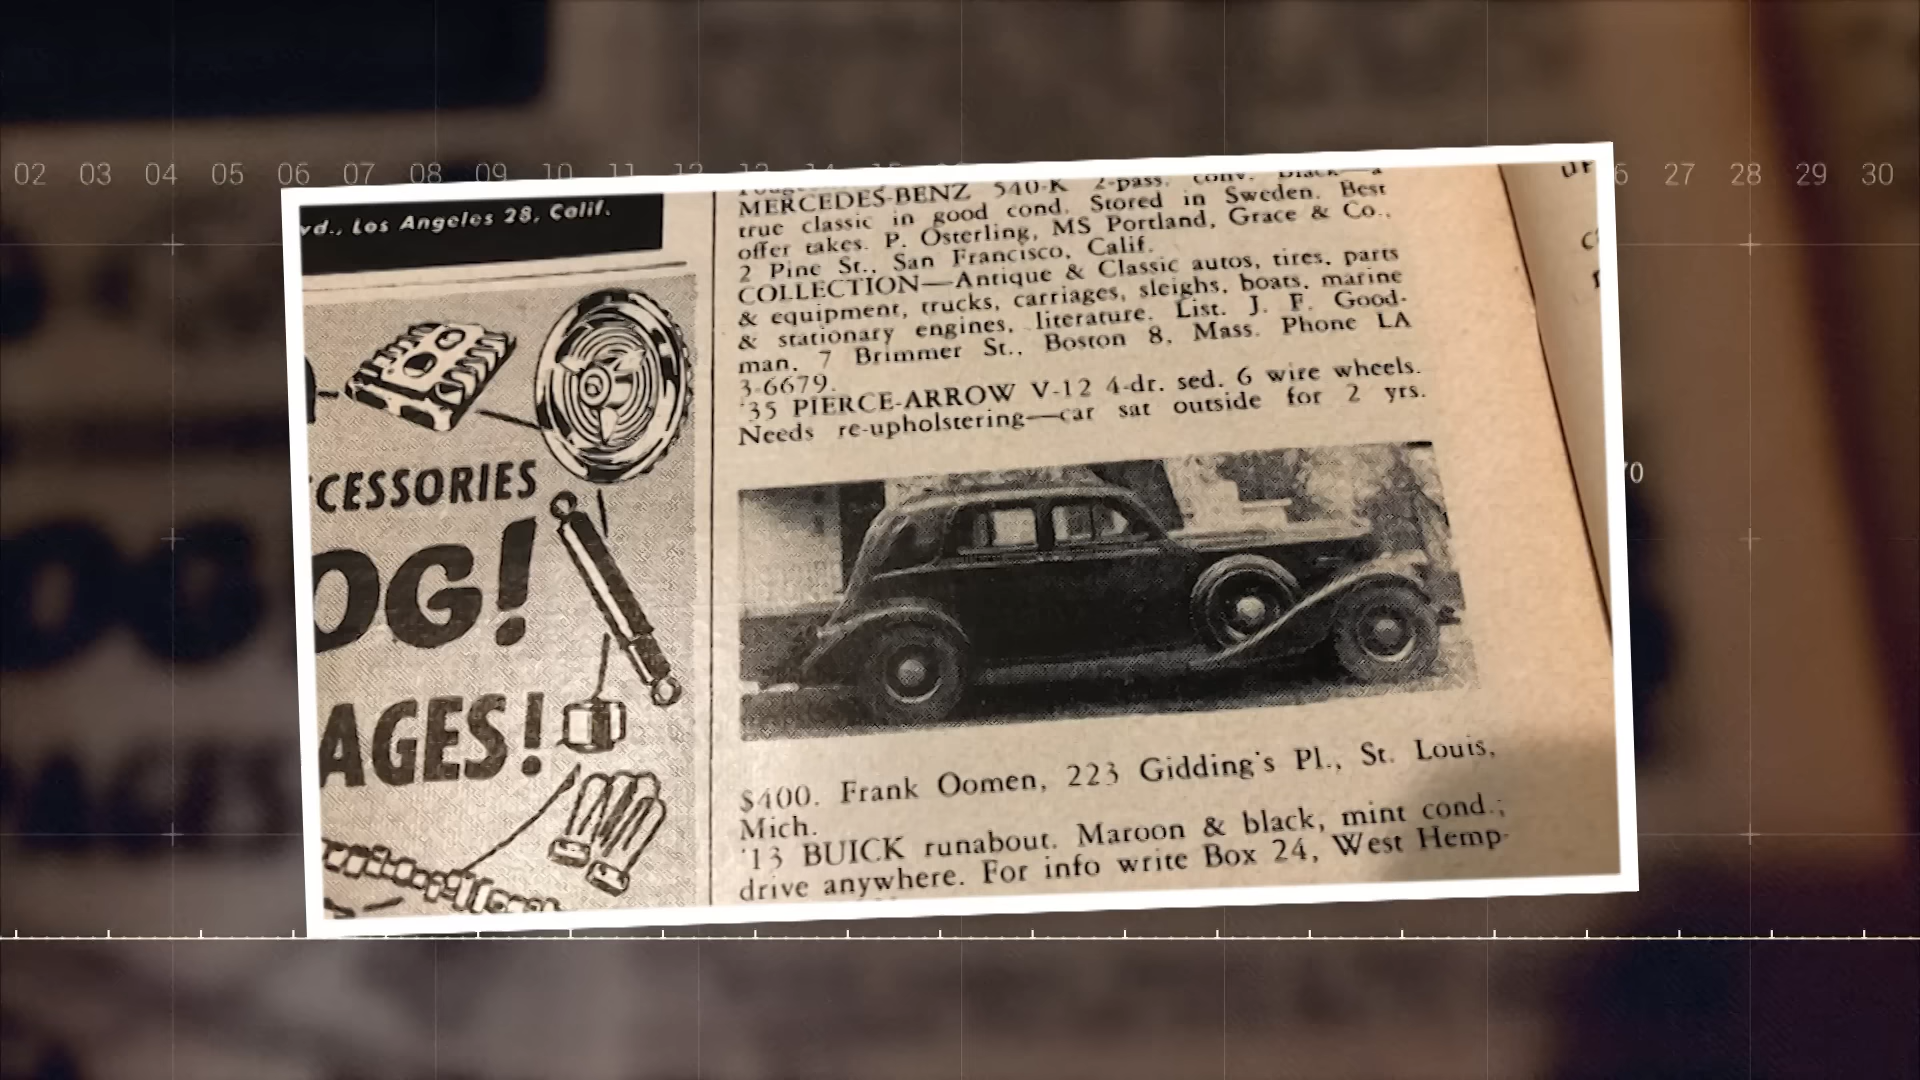 02 03 04 05 06 07 08 09 10 11 12 13 14 15 27 28 29 30
vd., Los Angeles 28, Calif.
CCESSORIES
OG!
AGES!
MERCEDES-BENZ 540-K 2-pass. conv. Black—a
true classic in good cond. Stored in Sweden. Best
offer takes. P. Osterling, MS Portland, Grace & Co.,
2 Pine St., San Francisco, Calif.
COLLECTION—Antique & Classic autos, tires, parts
& equipment, trucks, carriages, sleighs, boats, marine
& stationary engines, literature. List. J. F. Good-
man, 7 Brimmer St., Boston 8, Mass. Phone LA
3-6679.
'35 PIERCE-ARROW V-12 4-dr. sed. 6 wire wheels.
Needs re-upholstering—car sat outside for 2 yrs.
$400. Frank Oomen, 223 Gidding's Pl., St. Louis,
Mich.
'13 BUICK runabout. Maroon & black, mint cond.;
drive anywhere. For info write Box 24, West Hemp-